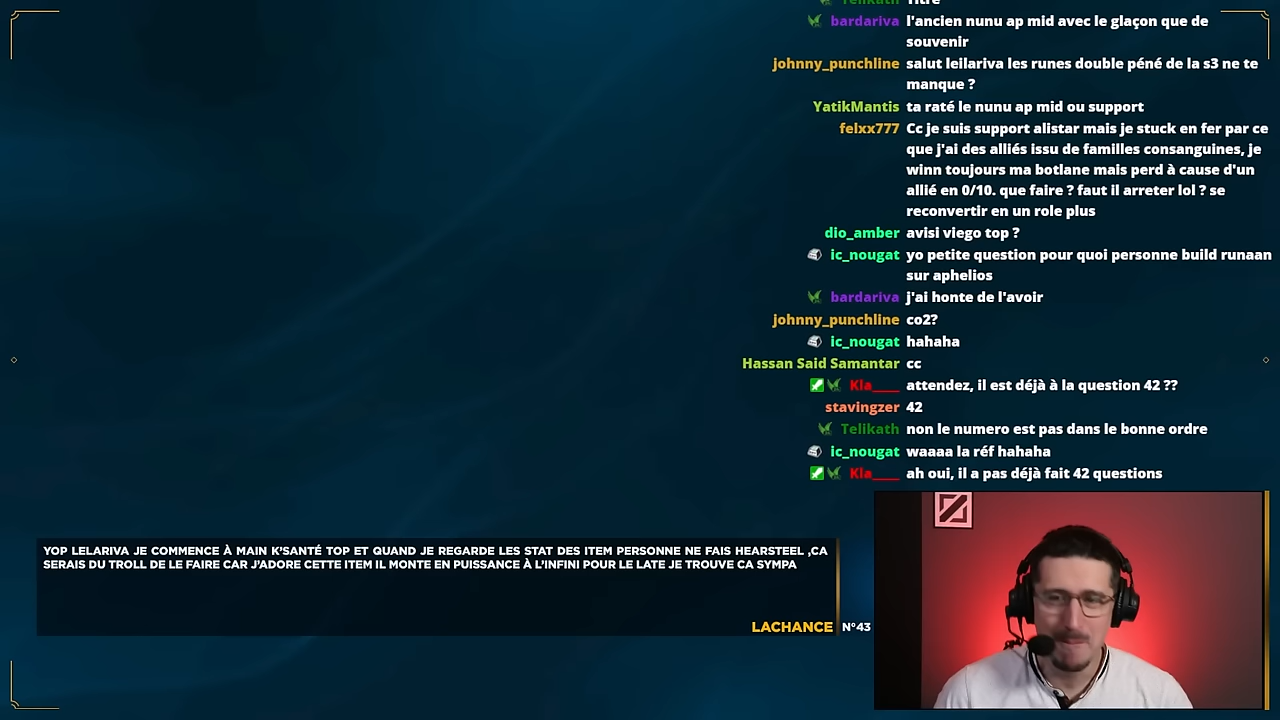 Telikath Titre
bardariva l'ancien nunu ap mid avec le glaçon que de
souvenir
johnny_punchline salut leilariva les runes double péné de la s3 ne te
manque ?
YatikMantis ta raté le nunu ap mid ou support
felxx777 Cc je suis support alistar mais je stuck en fer par ce
que j'ai des alliés issu de familles consanguines, je
winn toujours ma botlane mais perd à cause d'un
allié en 0/10. que faire ? faut il arreter lol ? se
reconvertir en un role plus
dio_amber avisi viego top ?
ic_nougat yo petite question pour quoi personne build runaan
sur aphelios
bardariva j'ai honte de l'avoir
johnny_punchline co2?
ic_nougat hahaha
Hassan Said Samantar cc
Kla____ attendez, il est déjà à la question 42 ??
stavingzer 42
Telikath non le numero est pas dans le bonne ordre
ic_nougat waaaa la réf hahaha
Kla____ ah oui, il a pas déjà fait 42 questions
YOP LELARIVA JE COMMENCE À MAIN K'SANTÉ TOP ET QUAND JE REGARDE LES STAT DES ITEM PERSONNE NE FAIS HEARSTEEL ,CA
SERAIS DU TROLL DE LE FAIRE CAR J'ADORE CETTE ITEM IL MONTE EN PUISSANCE À L'INFINI POUR LE LATE JE TROUVE CA SYMPA
LACHANCE N°43